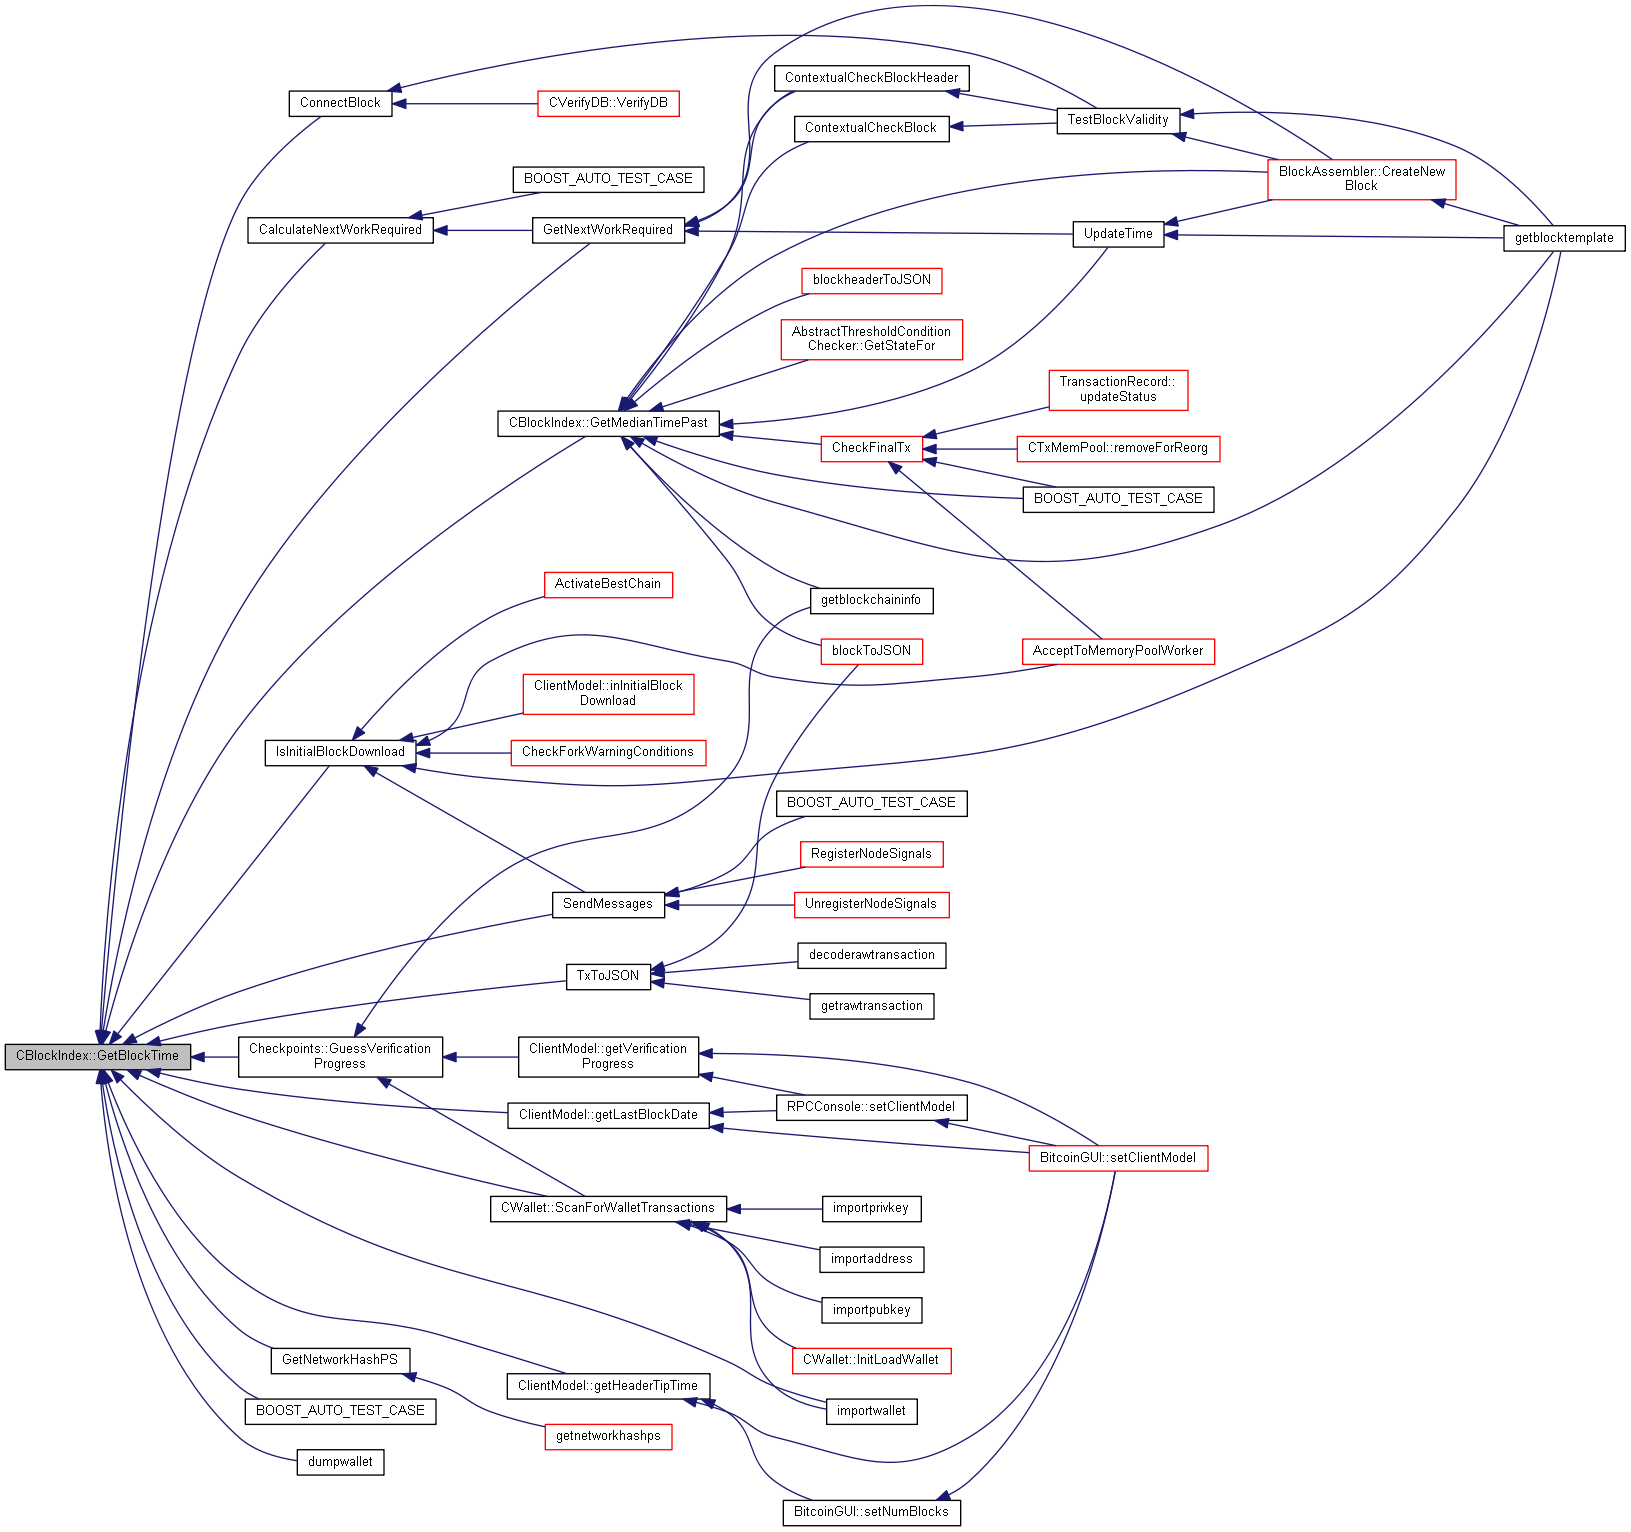 ContextualCheckBlockHeader
ConnectBlock
CVerifyDB::VerifyDB
TestBlockValidity
ContextualCheckBlock
BOOST_AUTO_TEST_CASE
BlockAssembler::CreateNew
Block
CalculateNextWorkRequired
GetNextWorkRequired
UpdateTime
getblocktemplate
blockheaderToJSON
AbstractThresholdCondition
Checker::GetStateFor
TransactionRecord::
updateStatus
CBlockIndex::GetMedianTimePast
CheckFinalTx
CTxMemPool::removeForReorg
BOOST_AUTO_TEST_CASE
ActivateBestChain
getblockchaininfo
blockToJSON
AcceptToMemoryPoolWorker
ClientModel::inInitialBlock
Download
IsInitialBlockDownload
CheckForkWarningConditions
BOOST_AUTO_TEST_CASE
RegisterNodeSignals
SendMessages
UnregisterNodeSignals
decoderawtransaction
TxToJSON
getrawtransaction
CBlockIndex::GetBlockTime
Checkpoints::GuessVerification
Progress
ClientModel::getVerification
Progress
RPCConsole::setClientModel
ClientModel::getLastBlockDate
BitcoinGUI::setClientModel
CWallet::ScanForWalletTransactions
importprivkey
importaddress
importpubkey
GetNetworkHashPS
CWallet::InitLoadWallet
ClientModel::getHeaderTipTime
BOOST_AUTO_TEST_CASE
importwallet
getnetworkhashps
dumpwallet
BitcoinGUI::setNumBlocks